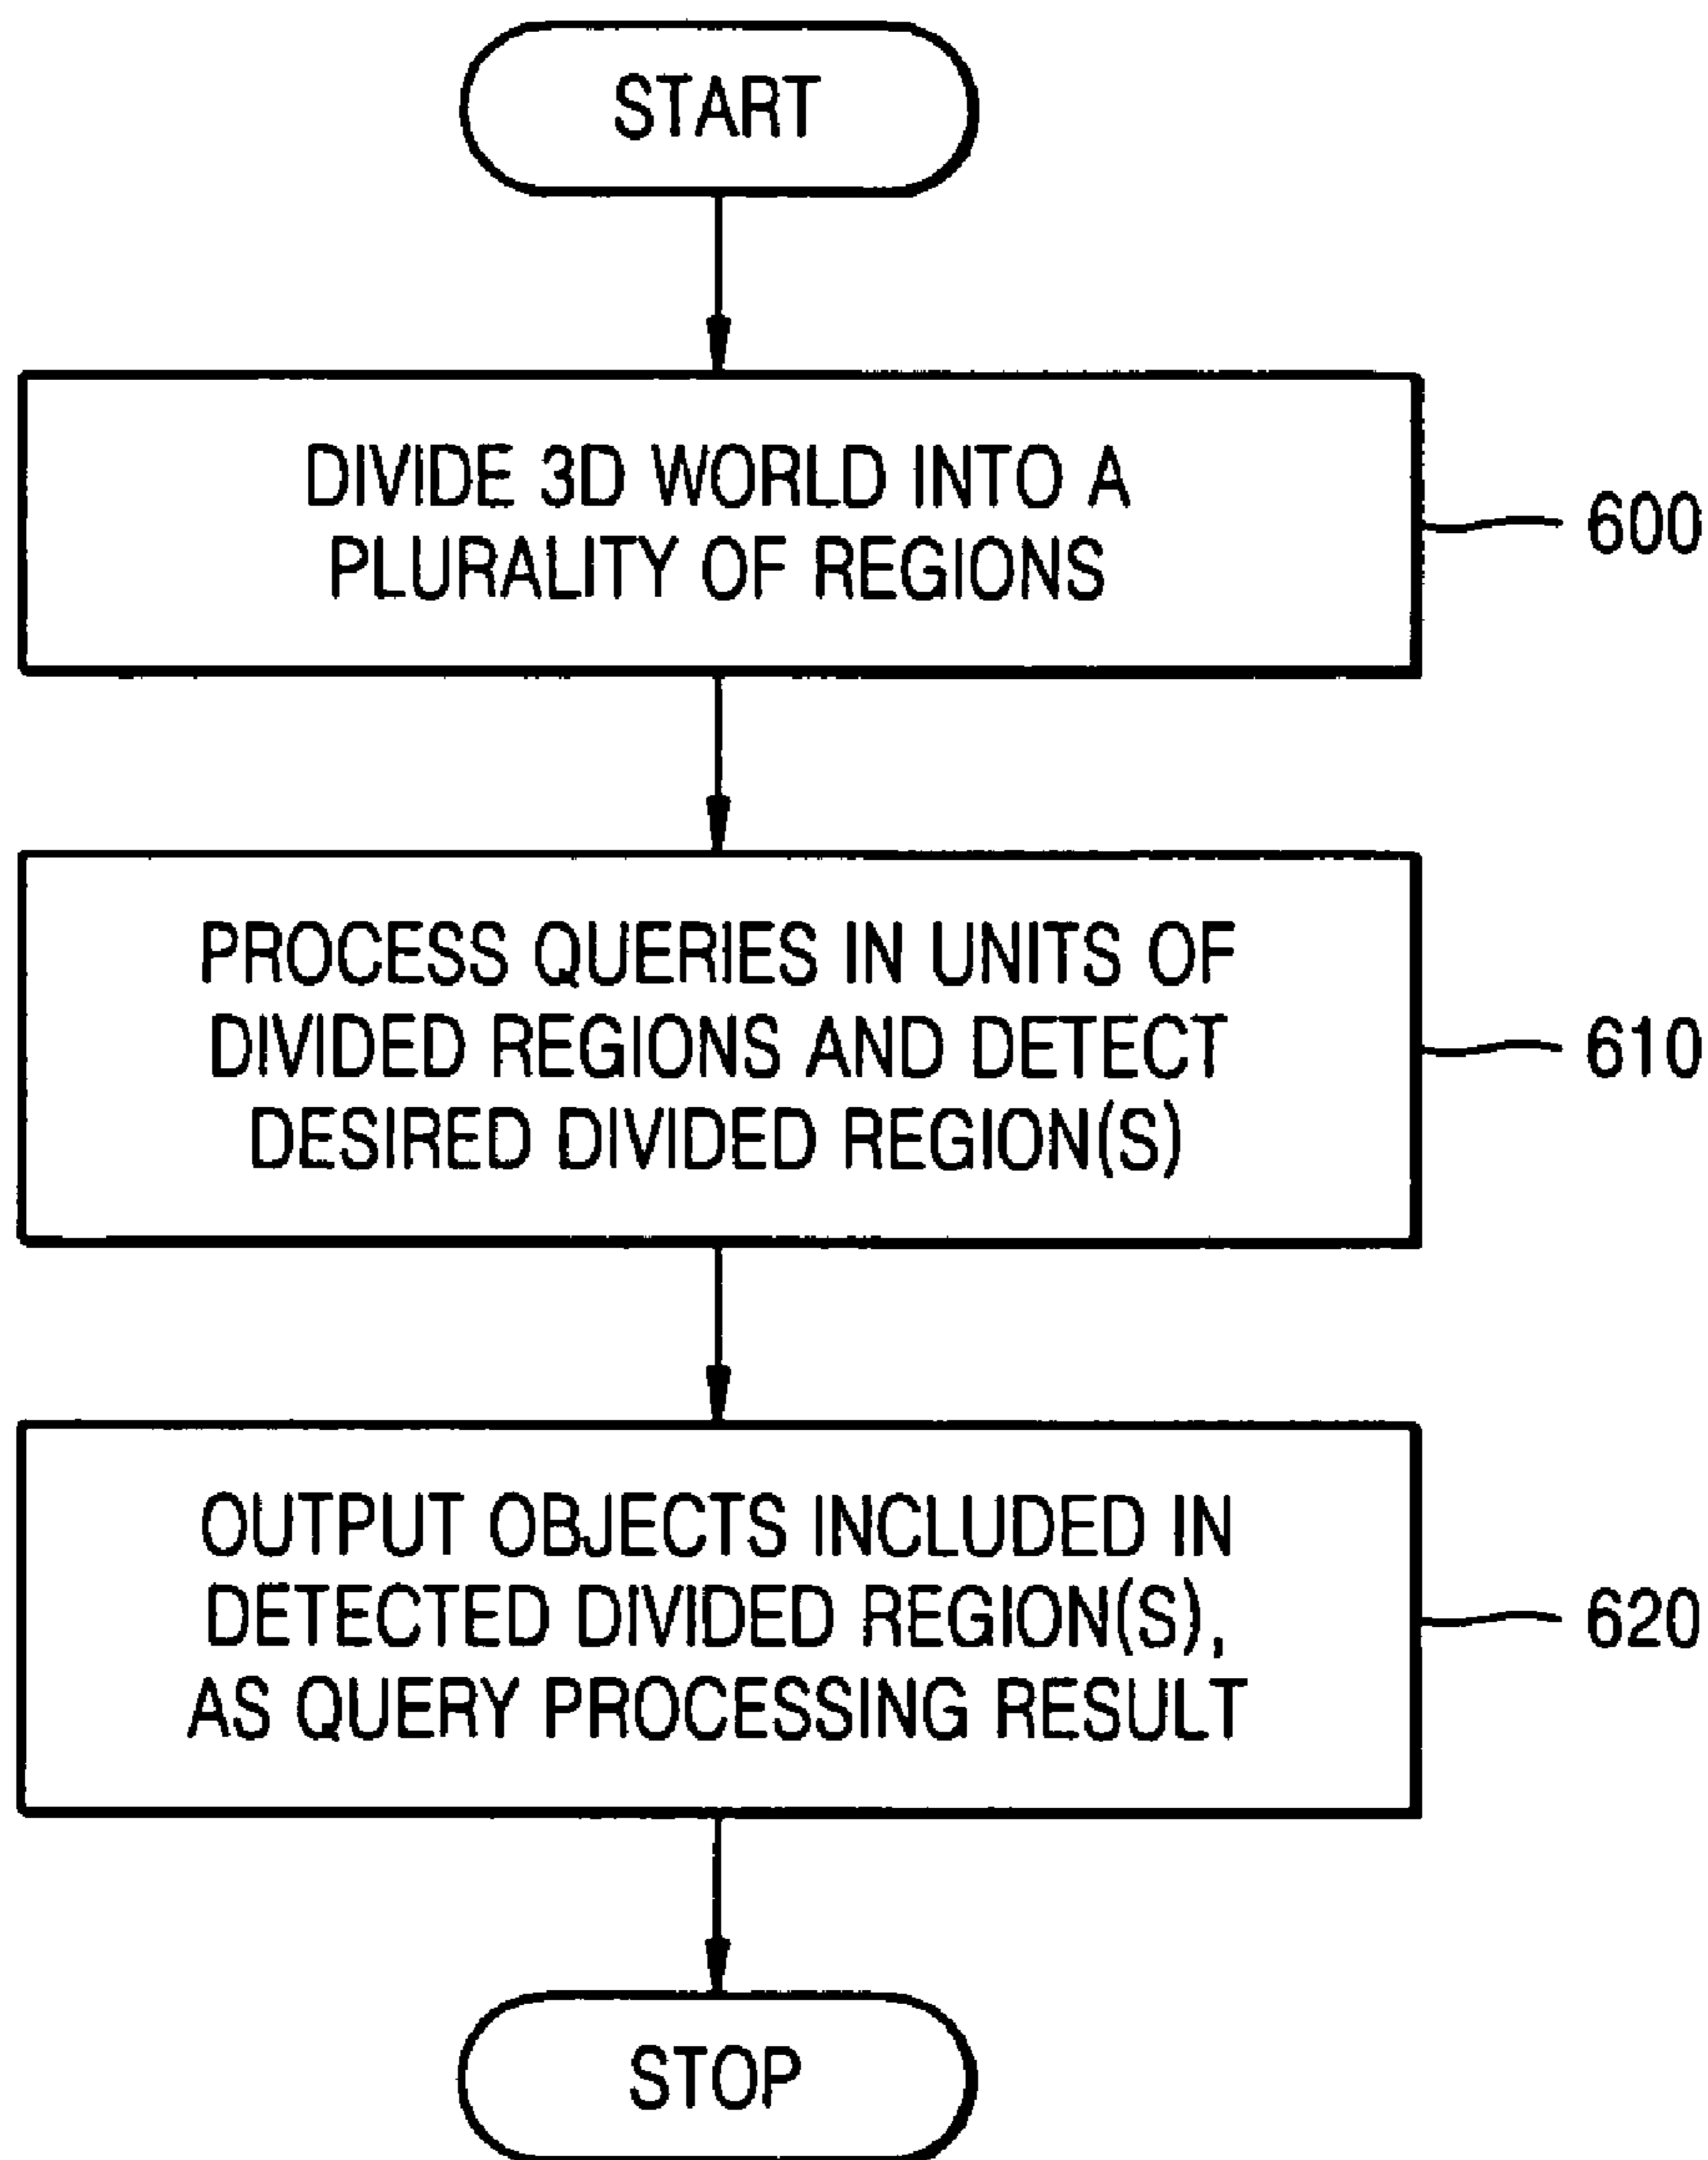 START
DIVIDE 3D WORLD INTO A
PLURALITY OF REGIONS
600
PROCESS QUERIES IN UNITS OF
DIVIDED REGIONS AND DETECT
DESIRED DIVIDED REGION(S)
610
OUTPUT OBJECTS INCLUDED IN
DETECTED DIVIDED REGION(S),
AS QUERY PROCESSING RESULT
620
STOP